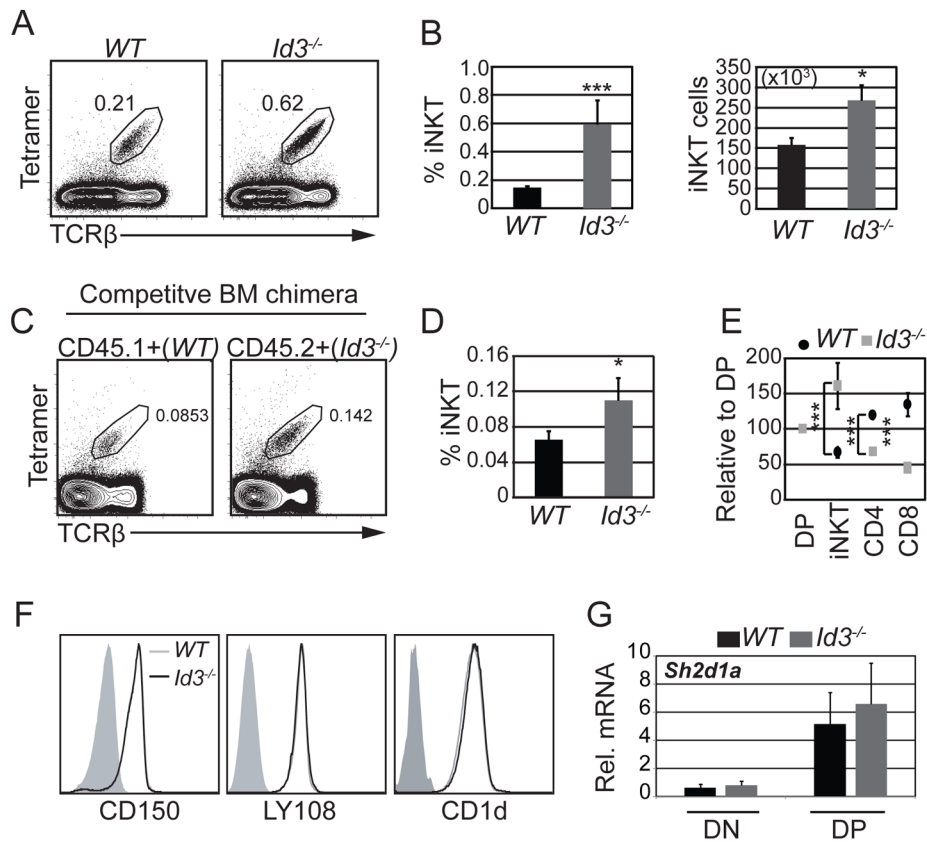 A
WT
Id3-/-
Tetramer
0.21
0.62
TCRβ
B
% iNKT
1.0
0.8
0.6
0.4
0.2
0
***
WT
Id3-/-
iNKT cells
(x10³)
350
300
250
200
150
100
50
0
*
WT
Id3-/-
Competitve BM chimera
C
CD45.1+(WT)
CD45.2+(Id3-/-)
Tetramer
0.0853
0.142
TCRβ
D
% iNKT
0.16
0.12
0.08
0.04
0
*
WT
Id3-/-
E
WT
Id3-/-
Relative to DP
200
150
100
50
0
***
***
***
DP
iNKT
CD4
CD8
F
WT
Id3-/-
CD150
LY108
CD1d
G
WT
Id3-/-
Sh2d1a
Rel. mRNA
10
8
6
4
2
0
DN
DP